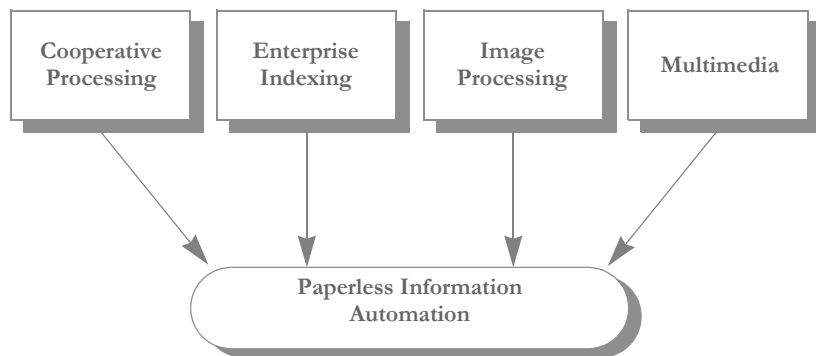 Cooperative
Processing
Enterprise
Indexing
Image
Processing
Multimedia
Paperless Information
Automation